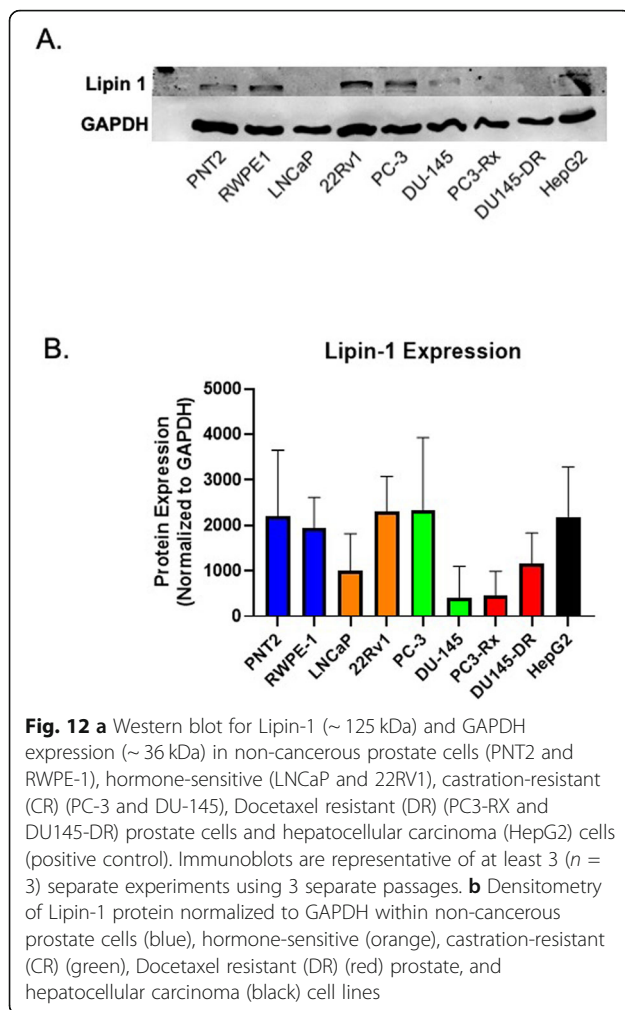 A.
Lipin 1
GAPDH
PNT2
RWPE1
LNCaP
22Rv1
PC-3
DU-145
PC3-Rx
DU145-DR
HepG2
B.
Lipin-1 Expression
Protein Expression
(Normalized to GAPDH)
5000
4000
3000
2000
1000
0
PNT2
RWPE-1
LNCaP
22Rv1
PC-3
DU-145
PC3-Rx
DU145-DR
HepG2
Fig. 12 a Western blot for Lipin-1 (~ 125 kDa) and GAPDH
expression (~ 36 kDa) in non-cancerous prostate cells (PNT2 and
RWPE-1), hormone-sensitive (LNCaP and 22RV1), castration-resistant
(CR) (PC-3 and DU-145), Docetaxel resistant (DR) (PC3-RX and
DU145-DR) prostate cells and hepatocellular carcinoma (HepG2) cells
(positive control). Immunoblots are representative of at least 3 (n =
3) separate experiments using 3 separate passages. b Densitometry
of Lipin-1 protein normalized to GAPDH within non-cancerous
prostate cells (blue), hormone-sensitive (orange), castration-resistant
(CR) (green), Docetaxel resistant (DR) (red) prostate, and
hepatocellular carcinoma (black) cell lines